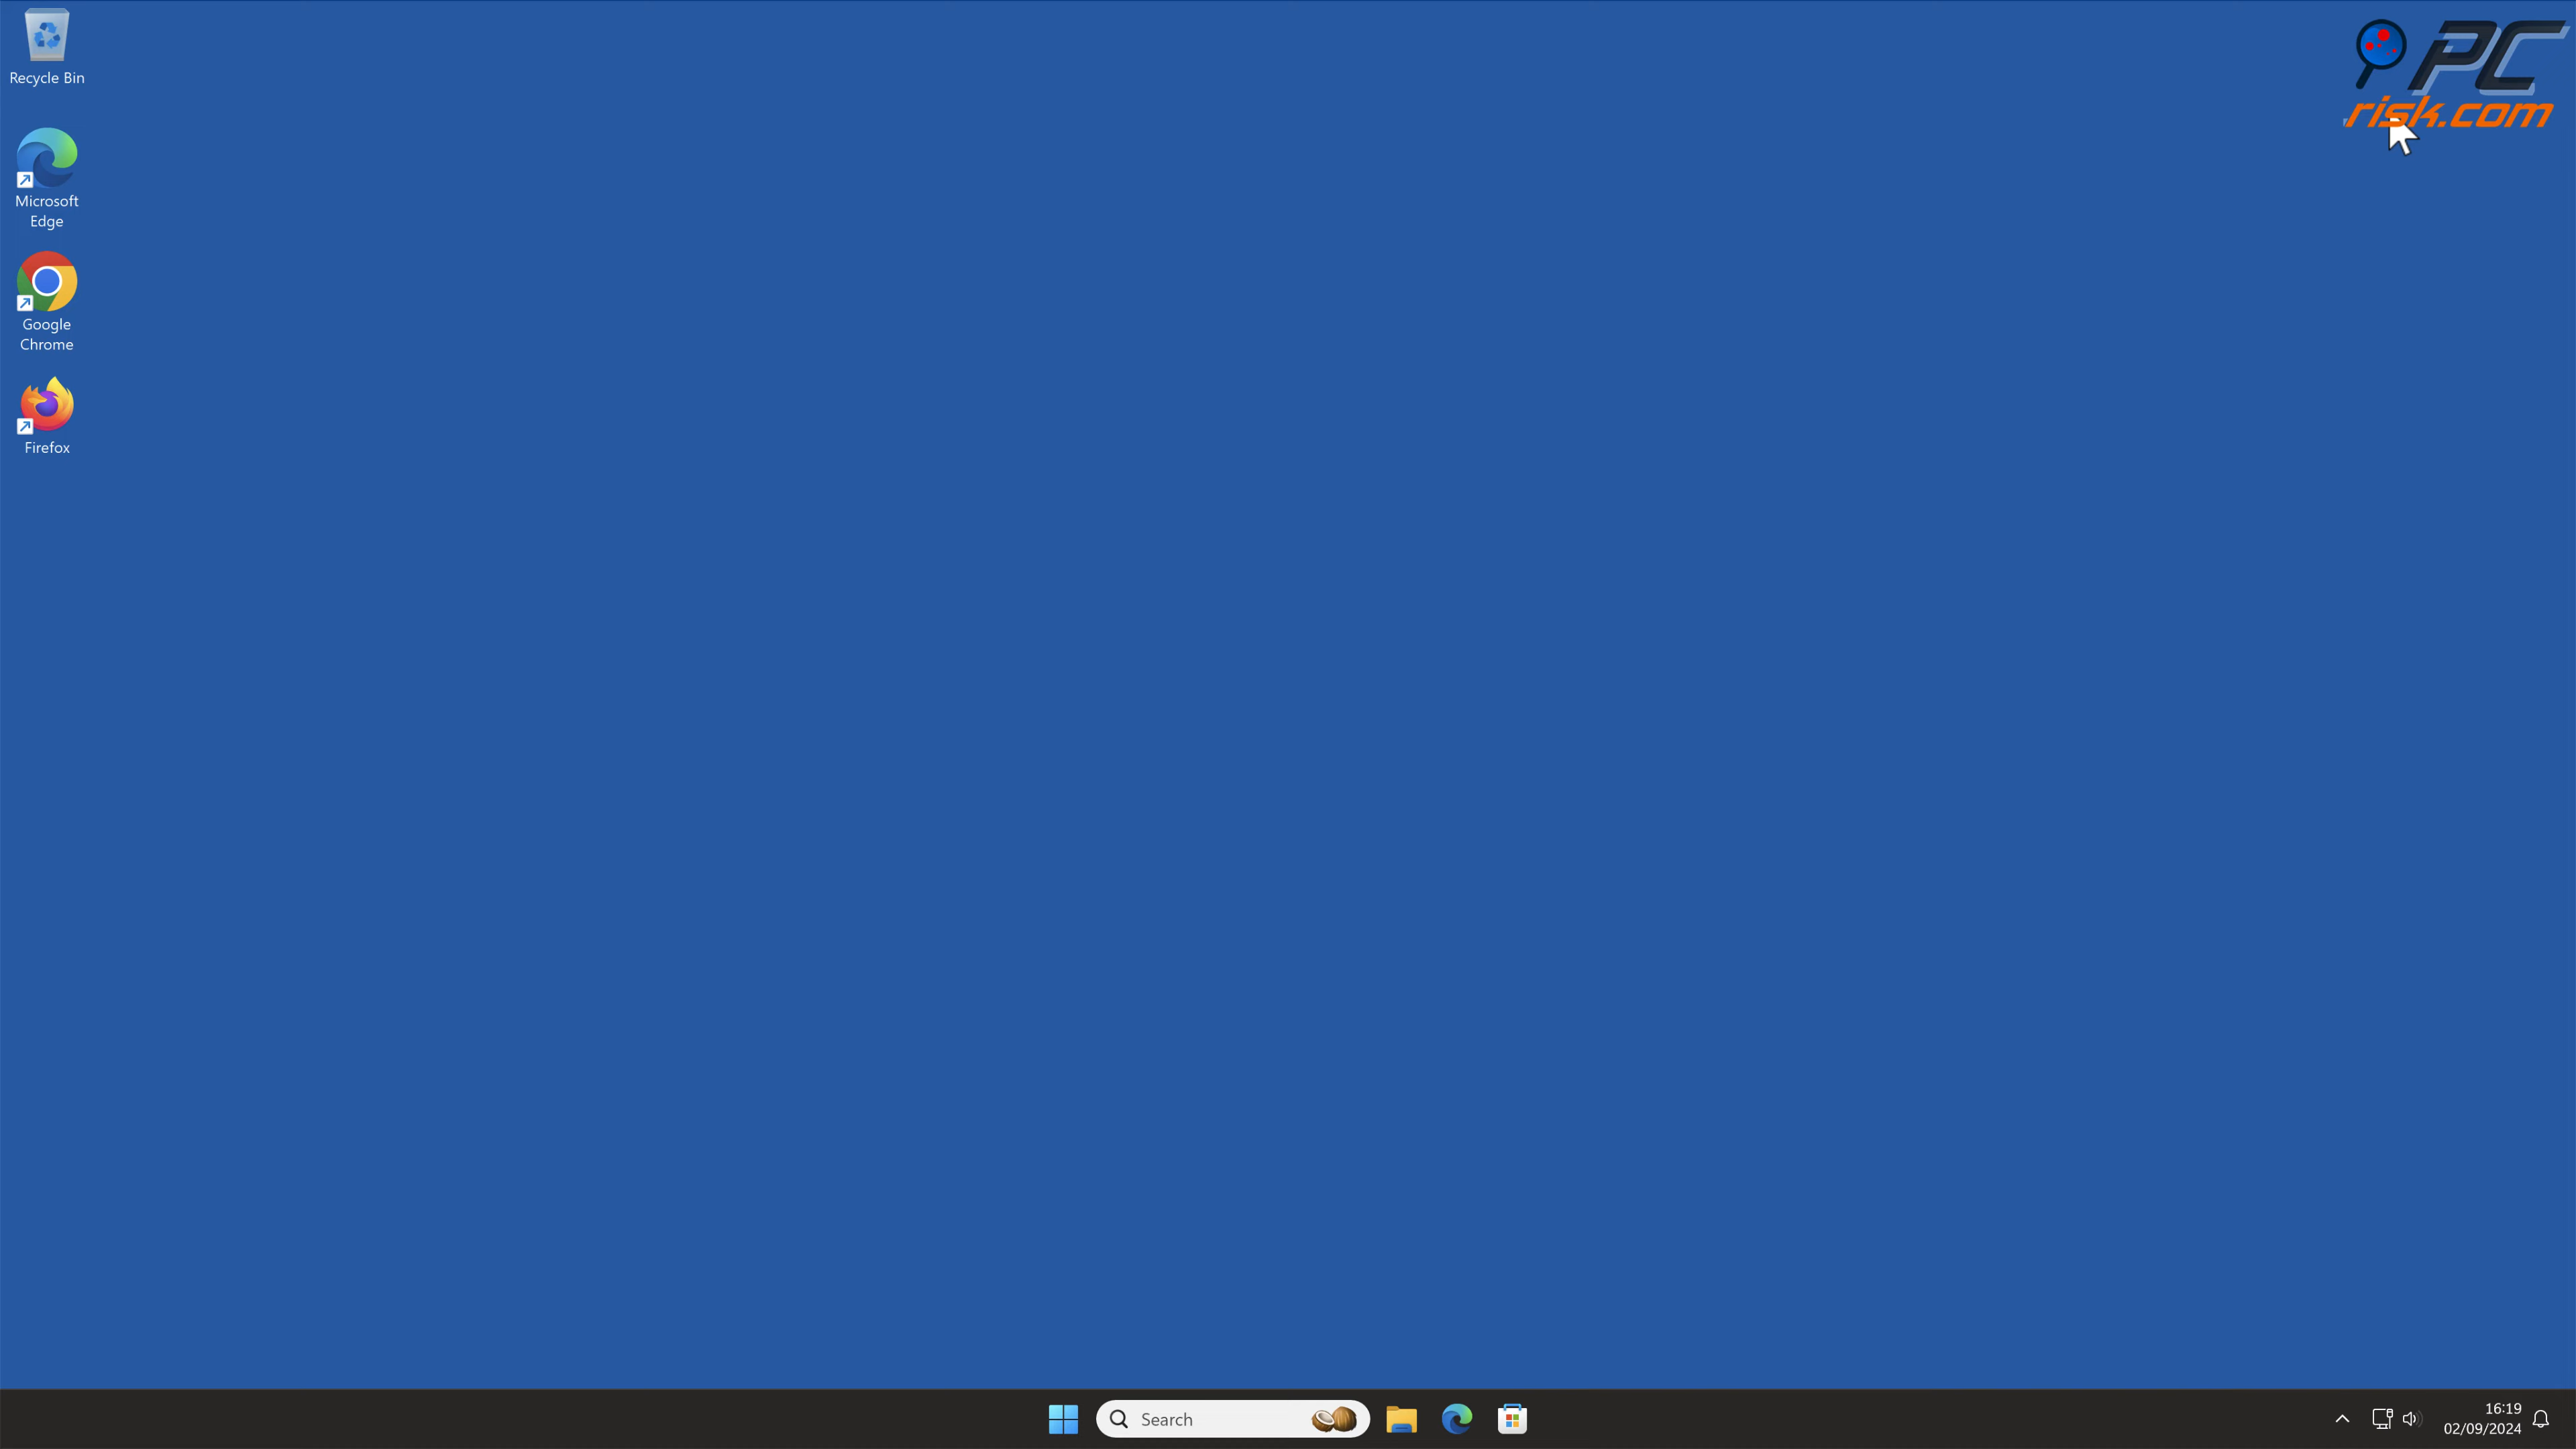 Recycle Bin
PC
risk.com
Microsoft
Edge
Google
Chrome
Firefox
Search
16:19
02/09/2024